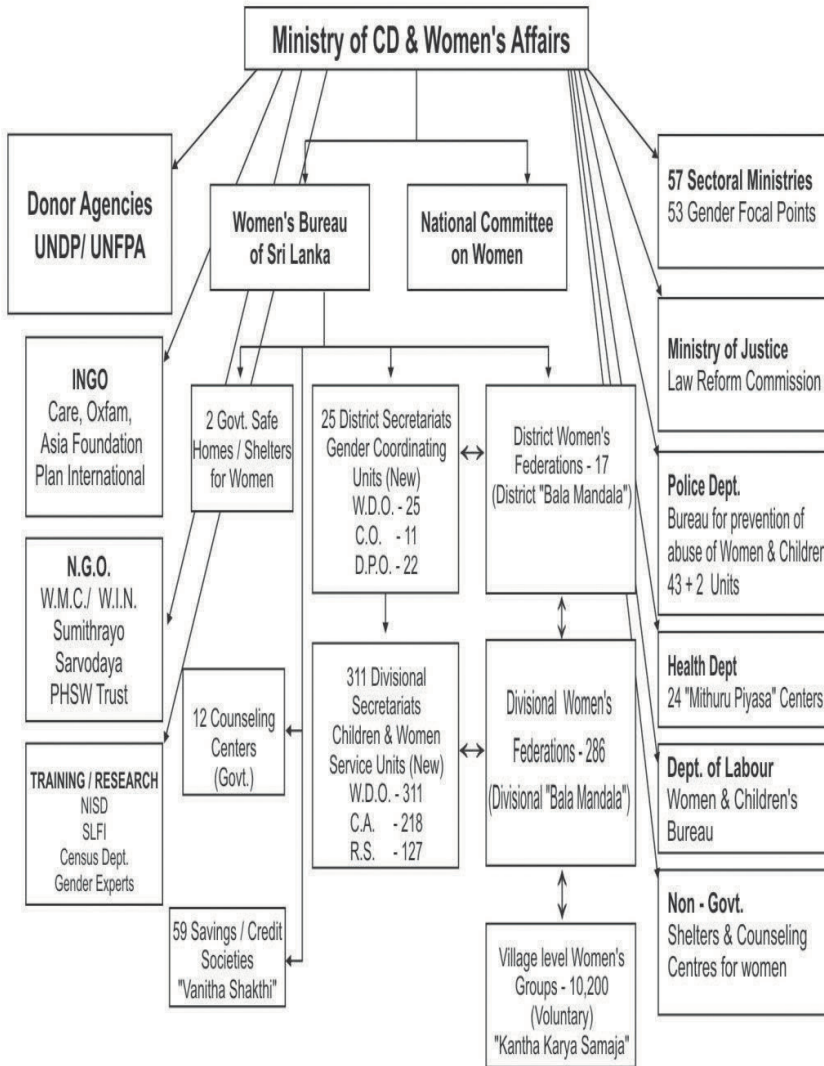 Ministry of CD & Women's Affairs
Donor Agencies
UNDP/ UNFPA
Women's Bureau
of Sri Lanka
National Committee
on Women
57 Sectoral Ministries
53 Gender Focal Points
INGO
Care, Oxfam,
Asia Foundation
Plan International
2 Govt. Safe
Homes / Shelters
for Women
25 District Secretariats
Gender Coordinating
Units (New)
W.D.O. - 25
C.O. - 11
D.P.O. - 22
District Women's
Federations - 17
(District "Bala Mandala")
Ministry of Justice
Law Reform Commission
Police Dept.
Bureau for prevention of
abuse of Women & Children
43 + 2 Units
N.G.O.
W.M.C./ W.I.N.
Sumithrayo
Sarvodaya
PHSW Trust
12 Counseling
Centers
(Govt.)
311 Divisional
Secretariats
Children & Women
Service Units (New)
W.D.O. - 311
C.A. - 218
R.S. - 127
Divisional Women's
Federations - 286
(Divisional "Bala Mandala")
Health Dept
24 "Mithuru Piyasa" Centers
TRAINING / RESEARCH
NISD
SLFI
Census Dept.
Gender Experts
Dept. of Labour
Women & Children's
Bureau
59 Savings / Credit
Societies
"Vanitha Shakthi"
Village level Women's
Groups - 10,200
(Voluntary)
"Kantha Karya Samaja"
Non - Govt.
Shelters & Counseling
Centres for women